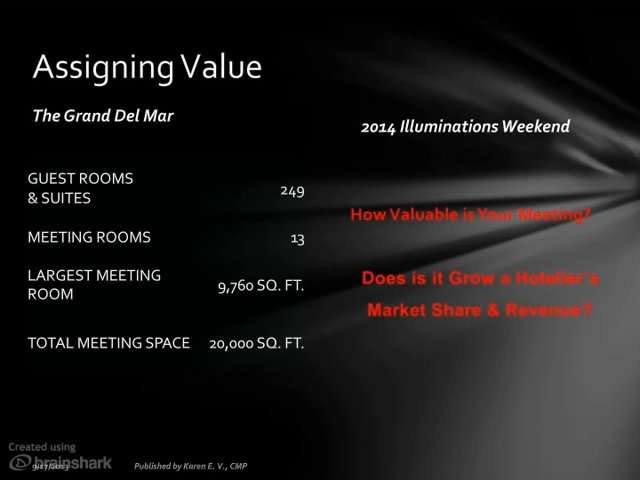 Assigning Value
The Grand Del Mar
2014 Illuminations Weekend
GUEST ROOMS
& SUITES
249
MEETING ROOMS
13
LARGEST MEETING
ROOM
9,760 SQ. FT.
TOTAL MEETING SPACE
20,000 SQ. FT.
How Valuable is Your Meeting?
Does is it Grow a Hotelier's
Market Share & Revenue?
Created using
brainshark
Published by Karen E. V., CMP